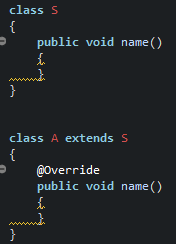 class S
{
public void name()
{
}
}
class A extends S
{
@Override
public void name()
{
}
}